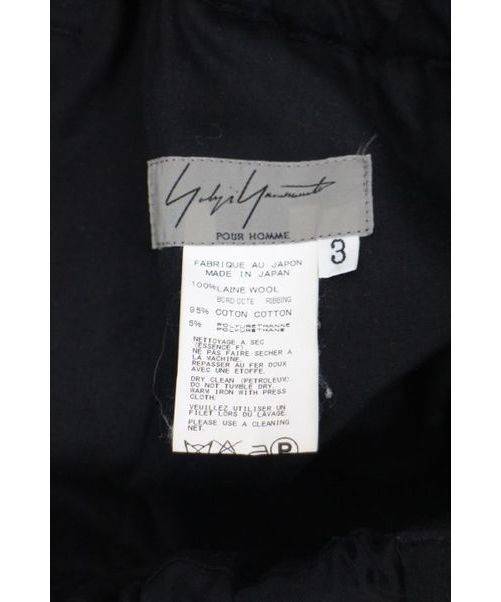 Yohji Yamamoto
POUR HOMME
3
FABRIQUE AU JAPON
MADE IN JAPAN
100% LAINE WOOL
BORD COTE RIBBING
95% COTON COTTON
5% POLYURETHANNE
POLYURETHANE
NETTOYAGE A SEC
(ESSENCE F)
NE PAS FAIRE SECHER A
LA MACHINE.
REPASSER AU FER DOUX
AVEC UNE ETOFFE.
DRY CLEAN (PETROLEUM)
DO NOT TUMBLE DRY
WARM IRON WITH PRESS
CLOTH.
VEUILLEZ UTILISER UN
FILET LORS DU LAVAGE.
PLEASE USE A CLEANING
NET.
P